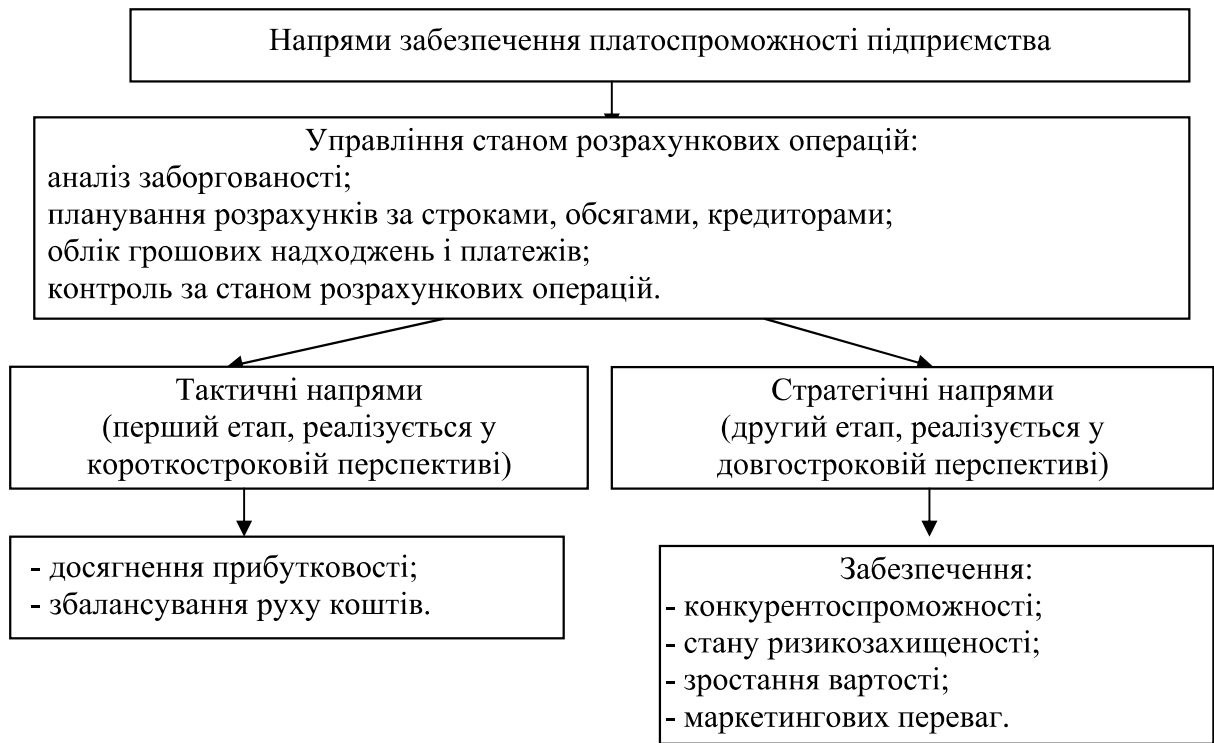 Напрями забезпечення платоспроможності підприємства
Управління станом розрахункових операцій:
аналіз заборгованості;
планування розрахунків за строками, обсягами, кредиторами;
облік грошових надходжень і платежів;
контроль за станом розрахункових операцій.
Тактичні напрями
(перший етап, реалізується у
короткостроковій перспективі)
Стратегічні напрями
(другий етап, реалізується у
довгостроковій перспективі)
- досягнення прибутковості;
- збалансування руху коштів.
Забезпечення:
- конкурентоспроможності;
- стану ризикозахищеності;
- зростання вартості;
- маркетингових переваг.